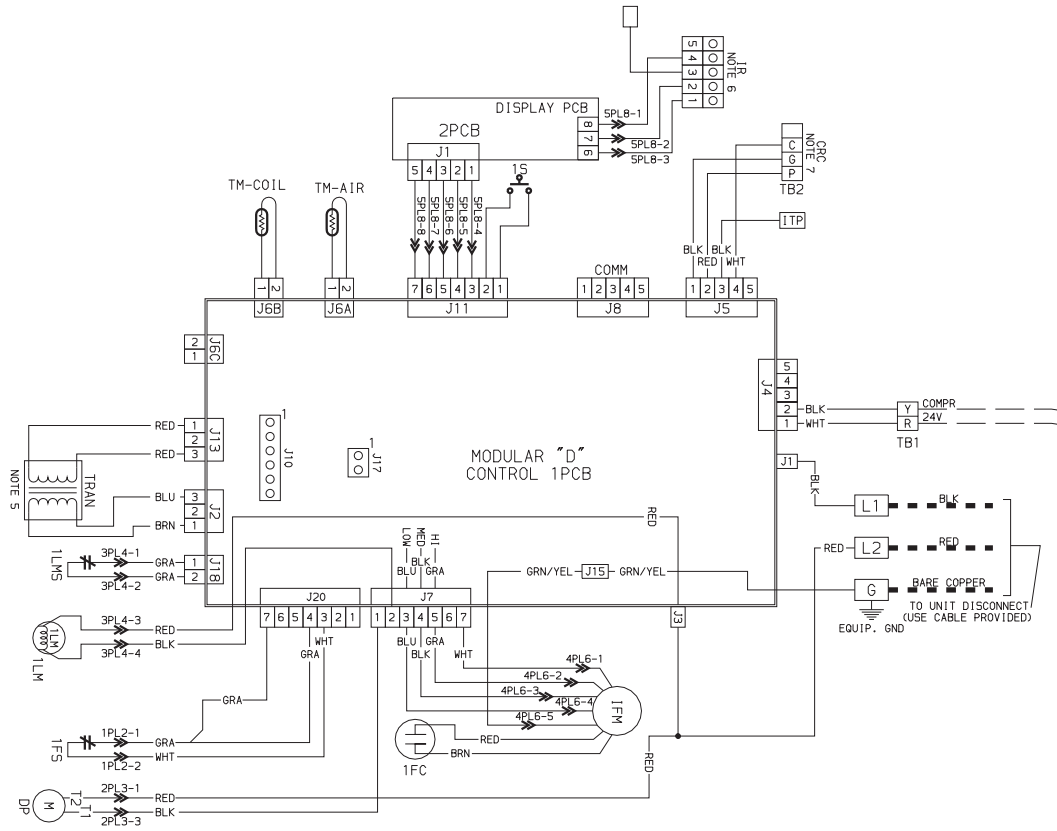 5
4
3
2
1
IR
NOTE 6
DISPLAY PCB
2PCB
8
7
6
5PL8-1
5PL8-2
5PL8-3
J1
5 4 3 2 1
1S
C
G
P
CRC
NOTE 7
TB2
ITP
TM-COIL
TM-AIR
5PL8-8
5PL8-7
5PL8-6
5PL8-5
5PL8-4
BLK
RED
BLK
WHT
COMM
1 2
J6B
1 2
J6A
7 6 5 4 3 2 1
J11
1 2 3 4 5
J8
1 2 3 4 5
J5
2
1
J6C
5
4
3
2
1
J4
BLK
WHT
Y
R
COMPR
24V
TB1
RED
RED
1
2
3
J13
1
J10
1
J17
MODULAR "D"
CONTROL 1PCB
J1
BLK
TRAN
NOTE 5
BLU
BRN
3
2
1
J2
L1
BLK
RED
L2
RED
G
BARE COPPER
TO UNIT DISCONNECT
(USE CABLE PROVIDED)
EQUIP. GND
RED
LOW
MED
HI
BLU
BLK
GRA
1LMS
3PL4-1
3PL4-2
GRA
GRA
1
2
J18
GRN/YEL
J15
GRN/YEL
J20
7 6 5 4 3 2 1
J7
1 2 3 4 5 6 7
J3
1LM
1LM
3PL4-3
3PL4-4
RED
BLK
GRA
WHT
BLU
BLK
GRA
WHT
4PL6-1
4PL6-2
4PL6-3
4PL6-4
4PL6-5
IFM
GRA
1FS
1PL2-1
1PL2-2
GRA
WHT
1FC
RED
BRN
RED
DP
M
T2
T1
2PL3-1
2PL3-3
RED
BLK